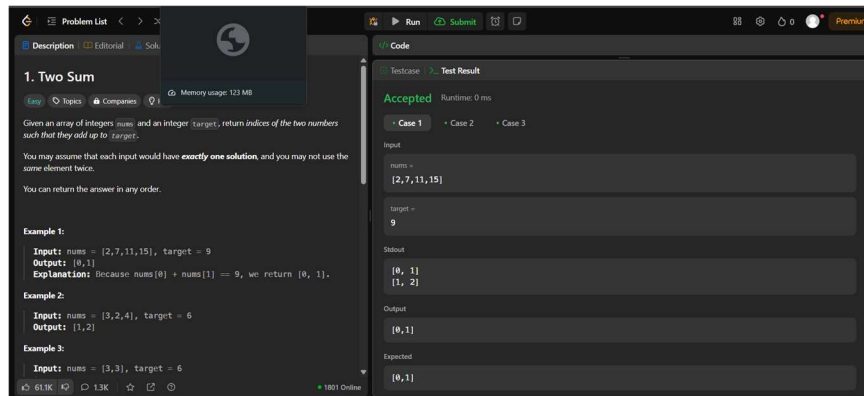 Problem List
Run
Submit
0
Premium
Description
Editorial
Memory usage: 123 MB
1. Two Sum
Easy
Topics
Companies
Given an array of integers nums and an integer target, return indices of the two numbers
such that they add up to target.
You may assume that each input would have exactly one solution, and you may not use the
same element twice.
You can return the answer in any order.
Example 1:
Input: nums = [2,7,11,15], target = 9
Output: [0,1]
Explanation: Because nums[0] + nums[1] == 9, we return [0, 1].
Example 2:
Input: nums = [3,2,4], target = 6
Output: [1,2]
Example 3:
Input: nums = [3,3], target = 6
61.1K
1.3K
1801 Online
Code
Testcase
Test Result
Accepted Runtime: 0 ms
Case 1
Case 2
Case 3
Input
nums =
[2,7,11,15]
target =
9
Stdout
[0, 1]
[1, 2]
Output
[0,1]
Expected
[0,1]